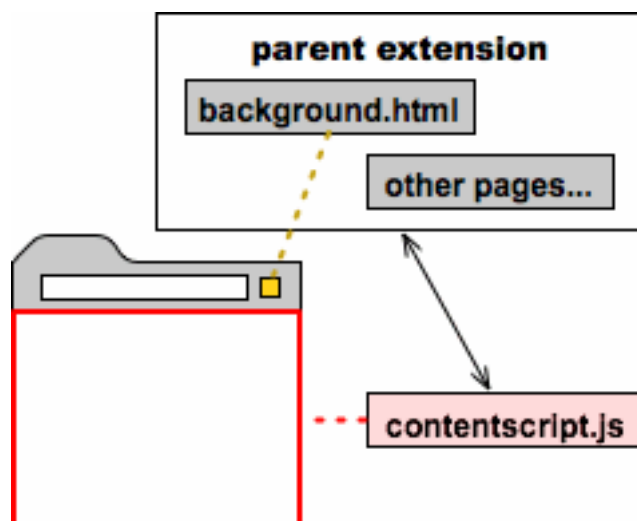 parent extension
background.html
other pages...
contentscript.js